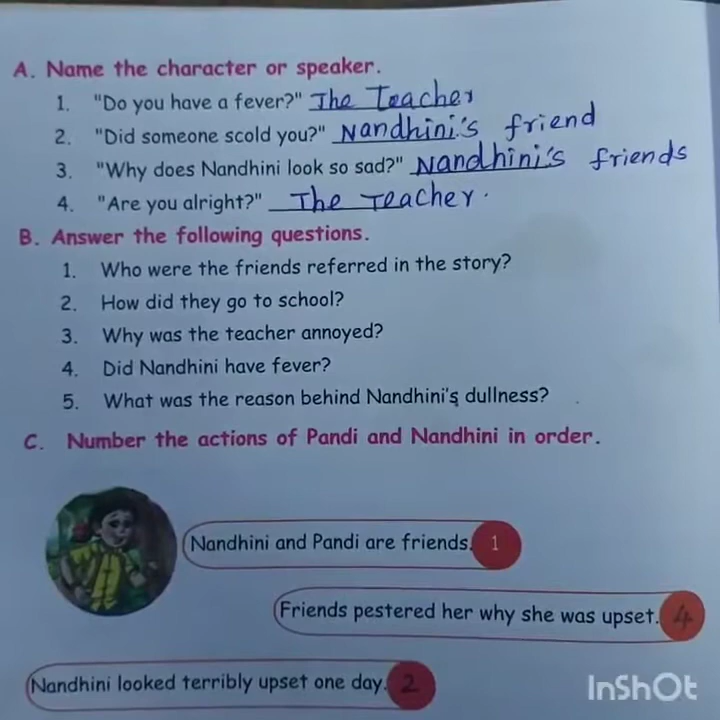 A. Name the character or speaker.
1. "Do you have a fever?" The Teacher
2. "Did someone scold you?" Nandhini's friend
3. "Why does Nandhini look so sad?" Nandhini's friends
4. "Are you alright?" The Teacher.
B. Answer the following questions.
1. Who were the friends referred in the story?
2. How did they go to school?
3. Why was the teacher annoyed?
4. Did Nandhini have fever?
5. What was the reason behind Nandhini's dullness?
C. Number the actions of Pandi and Nandhini in order.
Nandhini and Pandi are friends. 1
Friends pestered her why she was upset. 4
Nandhini looked terribly upset one day. 2
InShOt